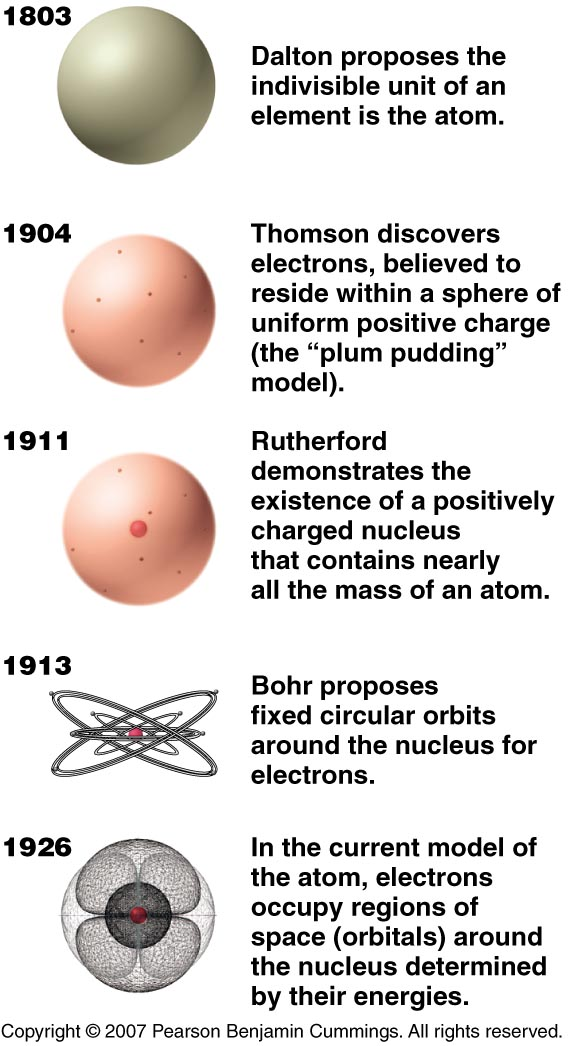 1803
Dalton proposes the
indivisible unit of an
element is the atom.
1904
Thomson discovers
electrons, believed to
reside within a sphere of
uniform positive charge
(the “plum pudding”
model).
1911
Rutherford
demonstrates the
existence of a positively
charged nucleus
that contains nearly
all the mass of an atom.
1913
Bohr proposes
fixed circular orbits
around the nucleus for
electrons.
1926
In the current model of
the atom, electrons
occupy regions of
space (orbitals) around
the nucleus determined
by their energies.
Copyright © 2007 Pearson Benjamin Cummings. All rights reserved.